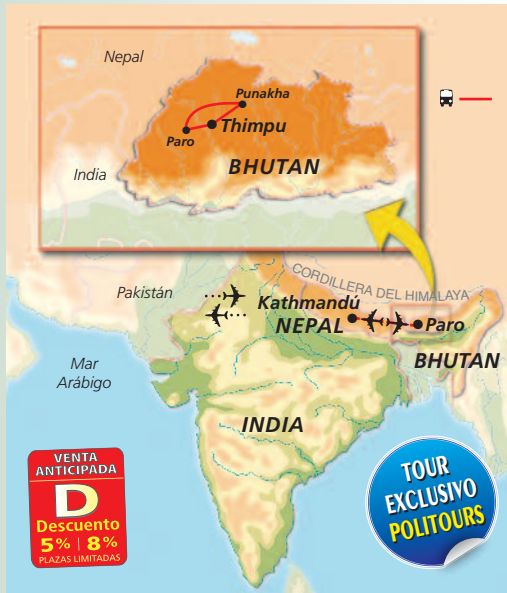 Nepal
Punakha
Thimpu
Paro
BHUTAN
India
CORDILLERA DEL HIMALAYA
Pakistán
Kathmandú
NEPAL
Paro
BHUTAN
Mar
Arábigo
INDIA
VENTA
ANTICIPADA
D
Descuento
5% | 8%
PLAZAS LIMITADAS
TOUR
EXCLUSIVO
POLITOURS